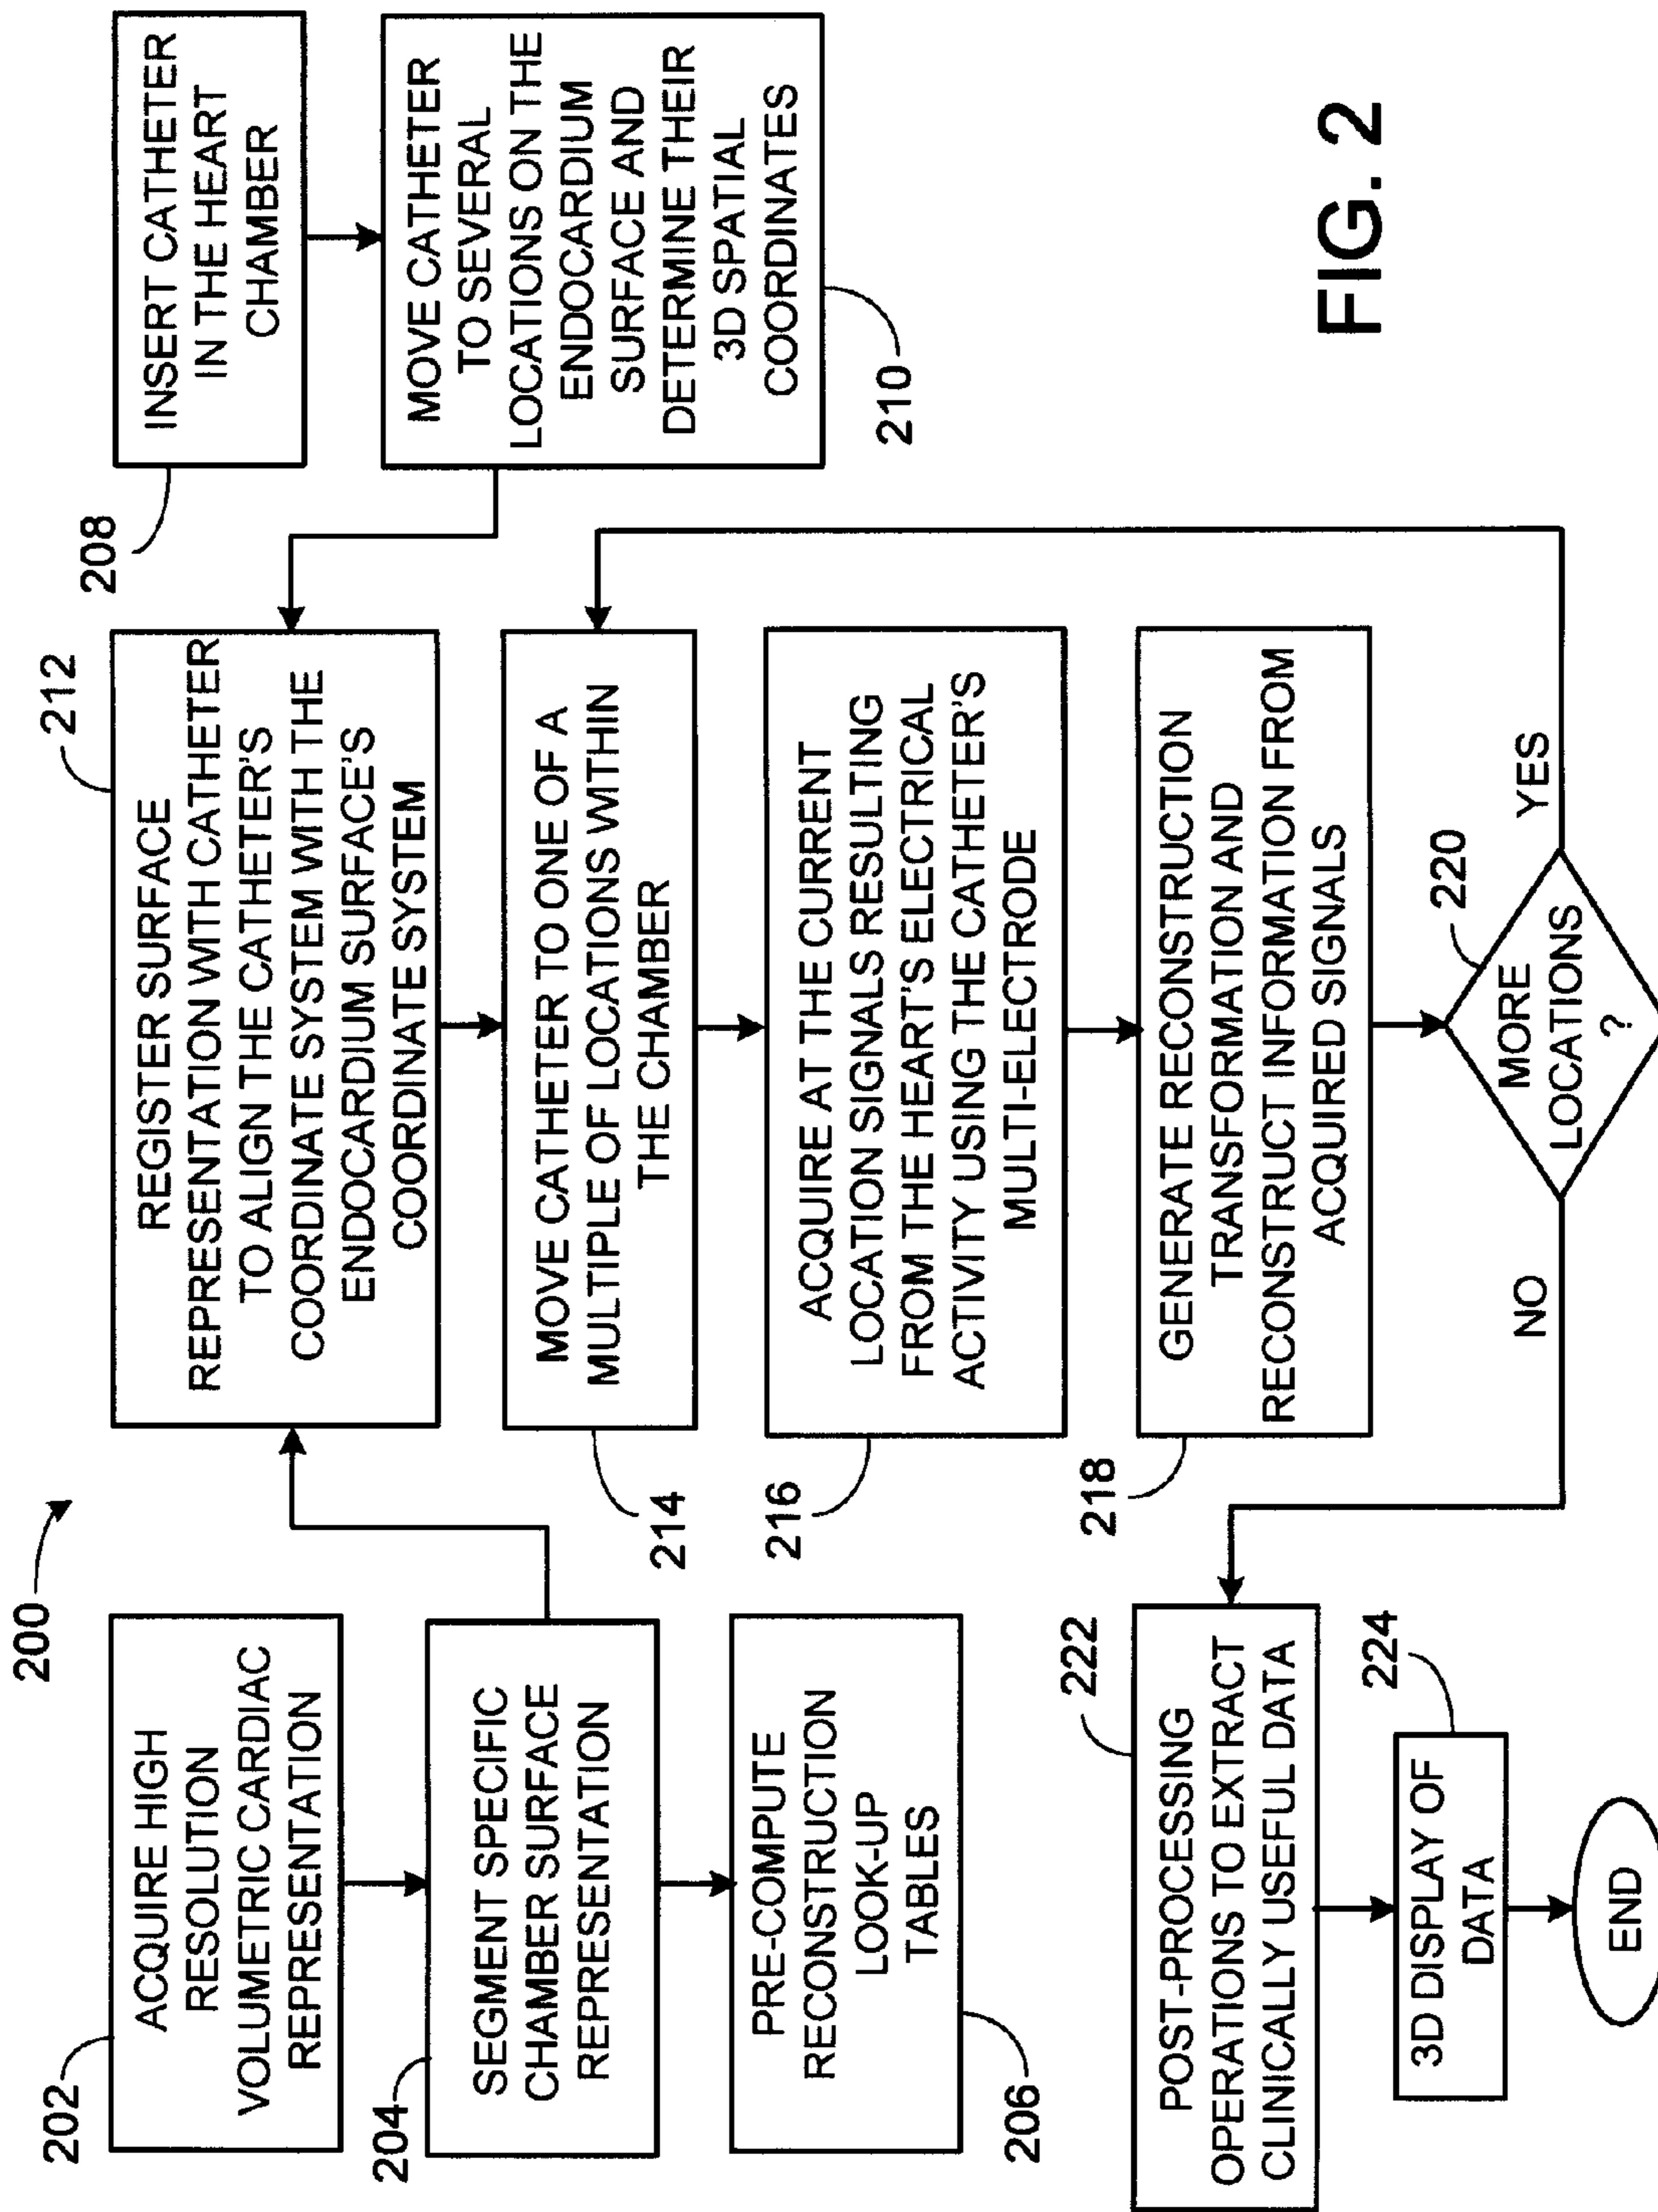 200
202
ACQUIRE HIGH
RESOLUTION
VOLUMETRIC CARDIAC
REPRESENTATION
204
SEGMENT SPECIFIC
CHAMBER SURFACE
REPRESENTATION
206
PRE-COMPUTE
RECONSTRUCTION
LOOK-UP
TABLES
208
INSERT CATHETER
IN THE HEART
CHAMBER
210
MOVE CATHETER
TO SEVERAL
LOCATIONS ON THE
ENDOCARDIUM
SURFACE AND
DETERMINE THEIR
3D SPATIAL
COORDINATES
212
REGISTER SURFACE
REPRESENTATION WITH CATHETER
TO ALIGN THE CATHETER'S
COORDINATE SYSTEM WITH THE
ENDOCARDIUM SURFACE'S
COORDINATE SYSTEM
214
MOVE CATHETER TO ONE OF A
MULTIPLE OF LOCATIONS WITHIN
THE CHAMBER
216
ACQUIRE AT THE CURRENT
LOCATION SIGNALS RESULTING
FROM THE HEART'S ELECTRICAL
ACTIVITY USING THE CATHETER'S
MULTI-ELECTRODE
218
GENERATE RECONSTRUCTION
TRANSFORMATION AND
RECONSTRUCT INFORMATION FROM
ACQUIRED SIGNALS
220
MORE
LOCATIONS
?
YES
NO
222
POST-PROCESSING
OPERATIONS TO EXTRACT
CLINICALLY USEFUL DATA
224
3D DISPLAY OF
DATA
END
FIG. 2